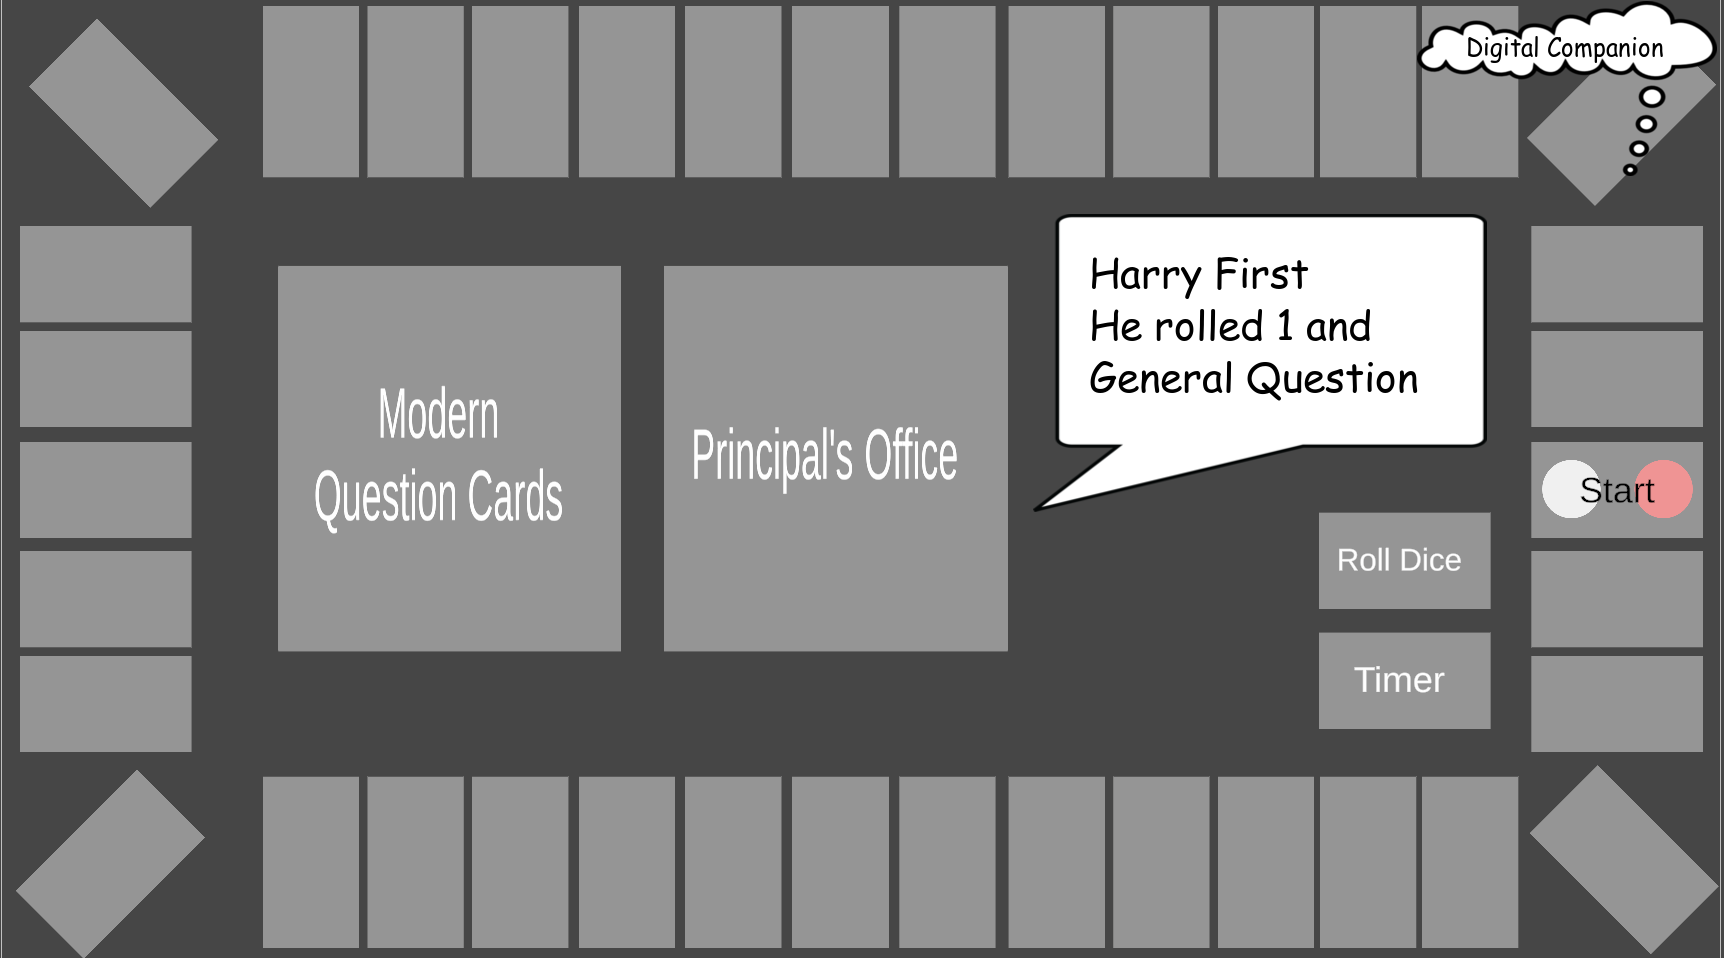 Digital Companion
Harry First
He rolled 1 and
General Question
Modern
Question Cards
Principal's Office
Start
Roll Dice
Timer